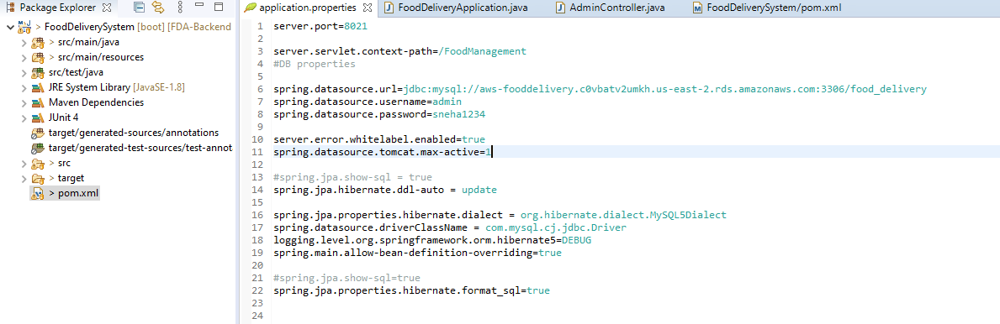 Package Explorer
FoodDeliverySystem [boot] [FDA-Backend
src/main/java
src/main/resources
src/test/java
JRE System Library [JavaSE-1.8]
Maven Dependencies
JUnit 4
target/generated-sources/annotations
target/generated-test-sources/test-annot
src
target
pom.xml
application.properties
FoodDeliveryApplication.java
AdminController.java
FoodDeliverySystem/pom.xml
1 server.port=8021
2
3 server.servlet.context-path=/FoodManagement
4 #DB properties
5
6 spring.datasource.url=jdbc:mysql://aws-fooddelivery.c0vbatv2umkh.us-east-2.rds.amazonaws.com:3306/food_delivery
7 spring.datasource.username=admin
8 spring.datasource.password=sneha1234
9
10 server.error.whitelabel.enabled=true
11 spring.datasource.tomcat.max-active=1
12
13 #spring.jpa.show-sql = true
14 spring.jpa.hibernate.ddl-auto = update
15
16 spring.jpa.properties.hibernate.dialect = org.hibernate.dialect.MySQL5Dialect
17 spring.datasource.driverClassName = com.mysql.cj.jdbc.Driver
18 logging.level.org.springframework.orm.hibernate5=DEBUG
19 spring.main.allow-bean-definition-overriding=true
20
21 #spring.jpa.show-sql=true
22 spring.jpa.properties.hibernate.format_sql=true
23
24